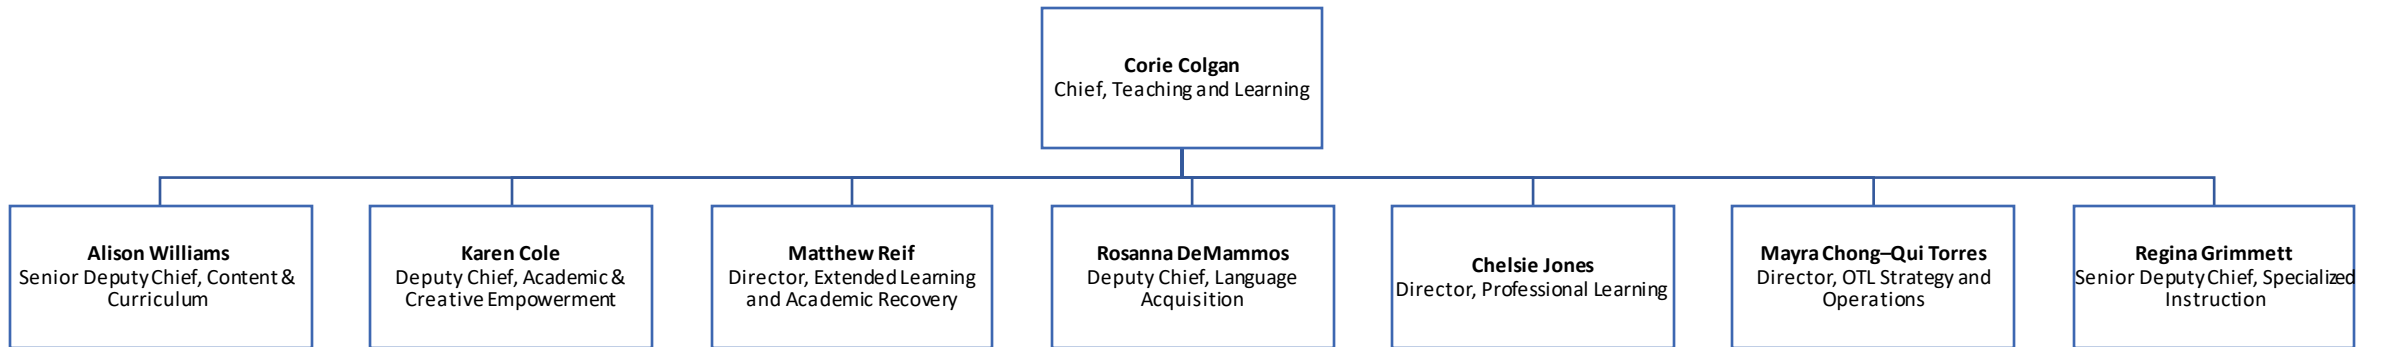 Corie Colgan
Chief, Teaching and Learning
Alison Williams
Senior Deputy Chief, Content &
Curriculum
Karen Cole
Deputy Chief, Academic &
Creative Empowerment
Matthew Reif
Director, Extended Learning
and Academic Recovery
Rosanna DeMammos
Deputy Chief, Language
Acquisition
Chelsie Jones
Director, Professional Learning
Mayra Chong–Qui Torres
Director, OTL Strategy and
Operations
Regina Grimmett
Senior Deputy Chief, Specialized
Instruction